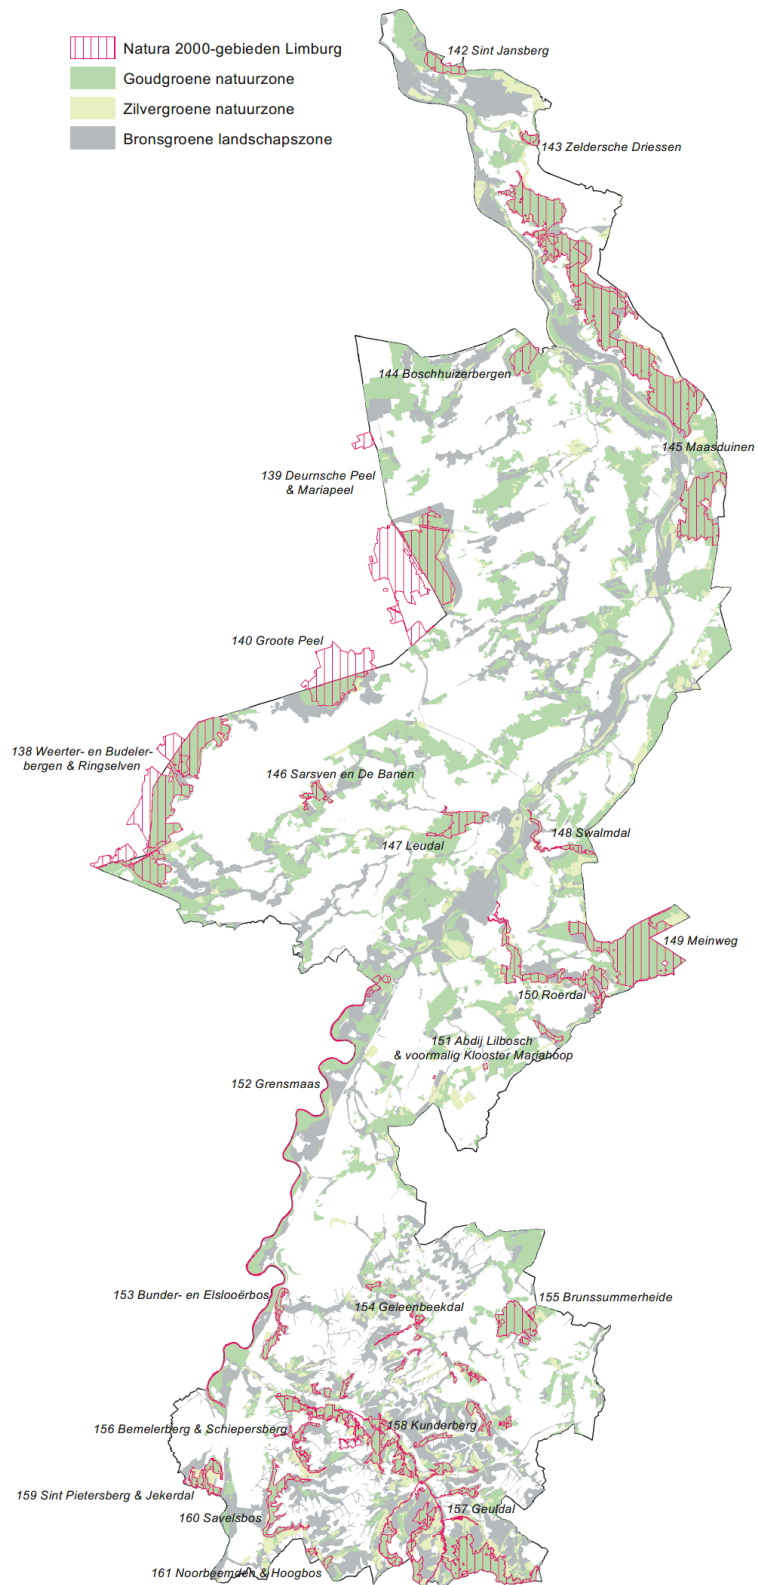 Natura 2000-gebieden Limburg
Goudgroene natuurzone
Zilvergroene natuurzone
Bronsgroene landschapszone
142 Sint Jansberg
143 Zeldersche Driessen
144 Boschhuizerbergen
145 Maasduinen
139 Deurnsche Peel
& Mariapeel
140 Groote Peel
138 Weerter- en Budeler-
bergen & Ringselven
146 Sarsven en De Banen
147 Leudal
148 Swalmdal
149 Meinweg
150 Roerdal
151 Abdij Lilbosch
& voormalig Klooster Mariahoop
152 Grensmaas
153 Bunder- en Elslooërbos
154 Geleenbeekdal
155 Brunssummerheide
156 Bemelerberg & Schiepersberg
158 Kunderberg
159 Sint Pietersberg & Jekerdal
157 Geuldal
160 Savelsbos
161 Noorbeemden & Hoogbos